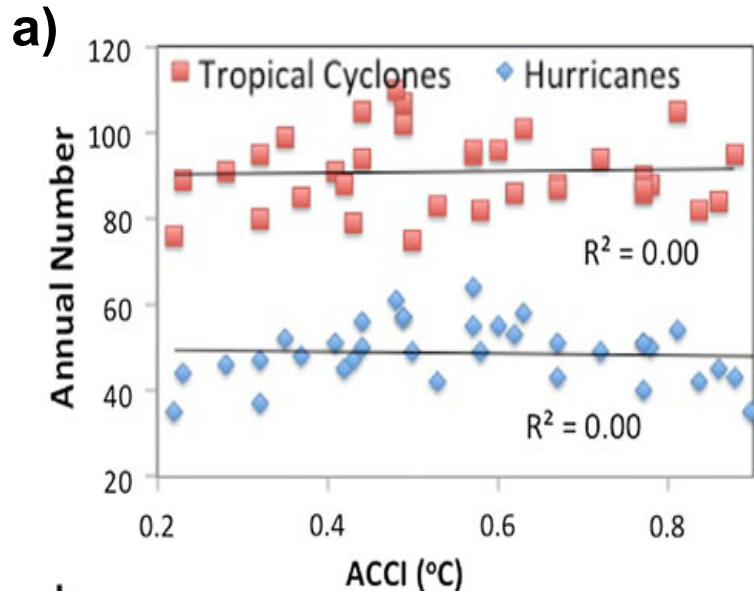 a)
120
Tropical Cyclones
Hurricanes
100
80
60
40
20
Annual Number
R² = 0.00
R² = 0.00
0.2
0.4
0.6
0.8
ACCI (°C)